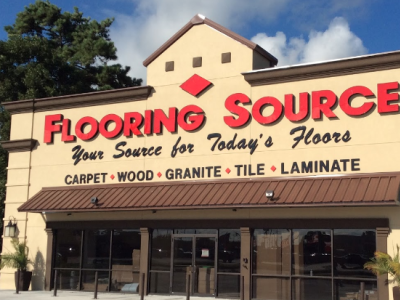 FLOORING SOURCE
Your Source for Today's Floors
CARPET ♦ WOOD ♦ GRANITE ♦ TILE ♦ LAMINATE